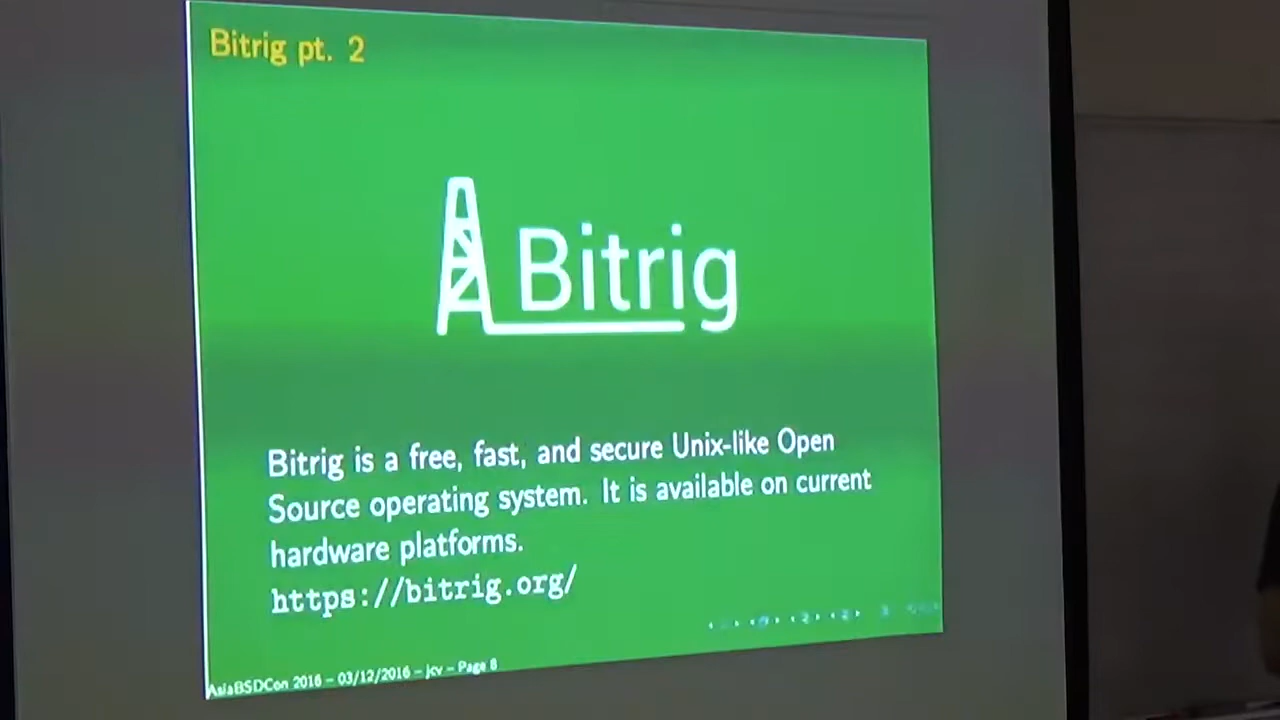 Bitrig pt. 2
Bitrig
Bitrig is a free, fast, and secure Unix-like Open
Source operating system. It is available on current
hardware platforms.
https://bitrig.org/
AsiaBSDCon 2016 – 03/12/2016 – jcv – Page 8